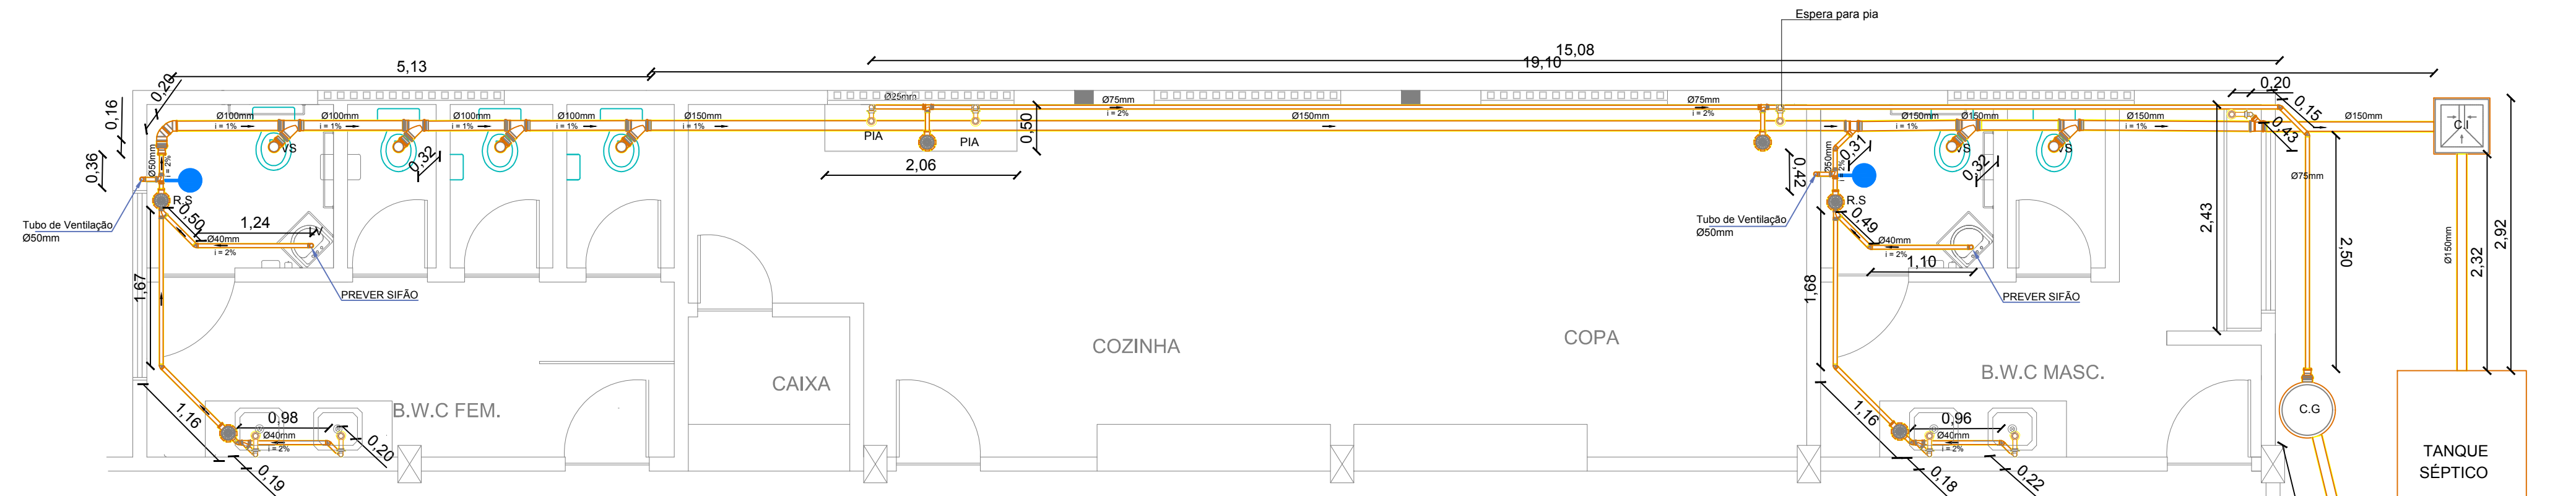 Espera para pia
15,08
19,10
5,13
0,20
0,16
0,36
Ø100mm
i = 1%
Ø100mm
i = 1%
Ø100mm
i = 1%
Ø100mm
i = 1%
Ø150mm
i = 1%
Ø25mm
Ø75mm
i = 2%
Ø150mm
Ø75mm
i = 2%
Ø150mm
i = 1%
Ø150mm
Ø150mm
i = 1%
0,20
0,15
0,43
Ø150mm
C.I
PIA
PIA
0,50
2,06
VS
0,32
Ø50mm
i = 2%
R.S
Tubo de Ventilação
Ø50mm
0,50
1,24
LV
Ø40mm
i = 2%
PREVER SIFÃO
1,67
1,16
0,98
Ø40mm
i = 2%
0,20
0,19
B.W.C FEM.
CAIXA
COZINHA
COPA
0,42
Ø50mm
i = 2%
0,31
VS
VS
0,32
R.S
Tubo de Ventilação
Ø50mm
0,49
Ø40mm
i = 2%
1,10
PREVER SIFÃO
1,68
1,16
0,96
Ø40mm
i = 2%
0,18
0,22
B.W.C MASC.
2,43
Ø75mm
2,50
C.G
Ø150mm
2,32
2,92
TANQUE
SÉPTICO